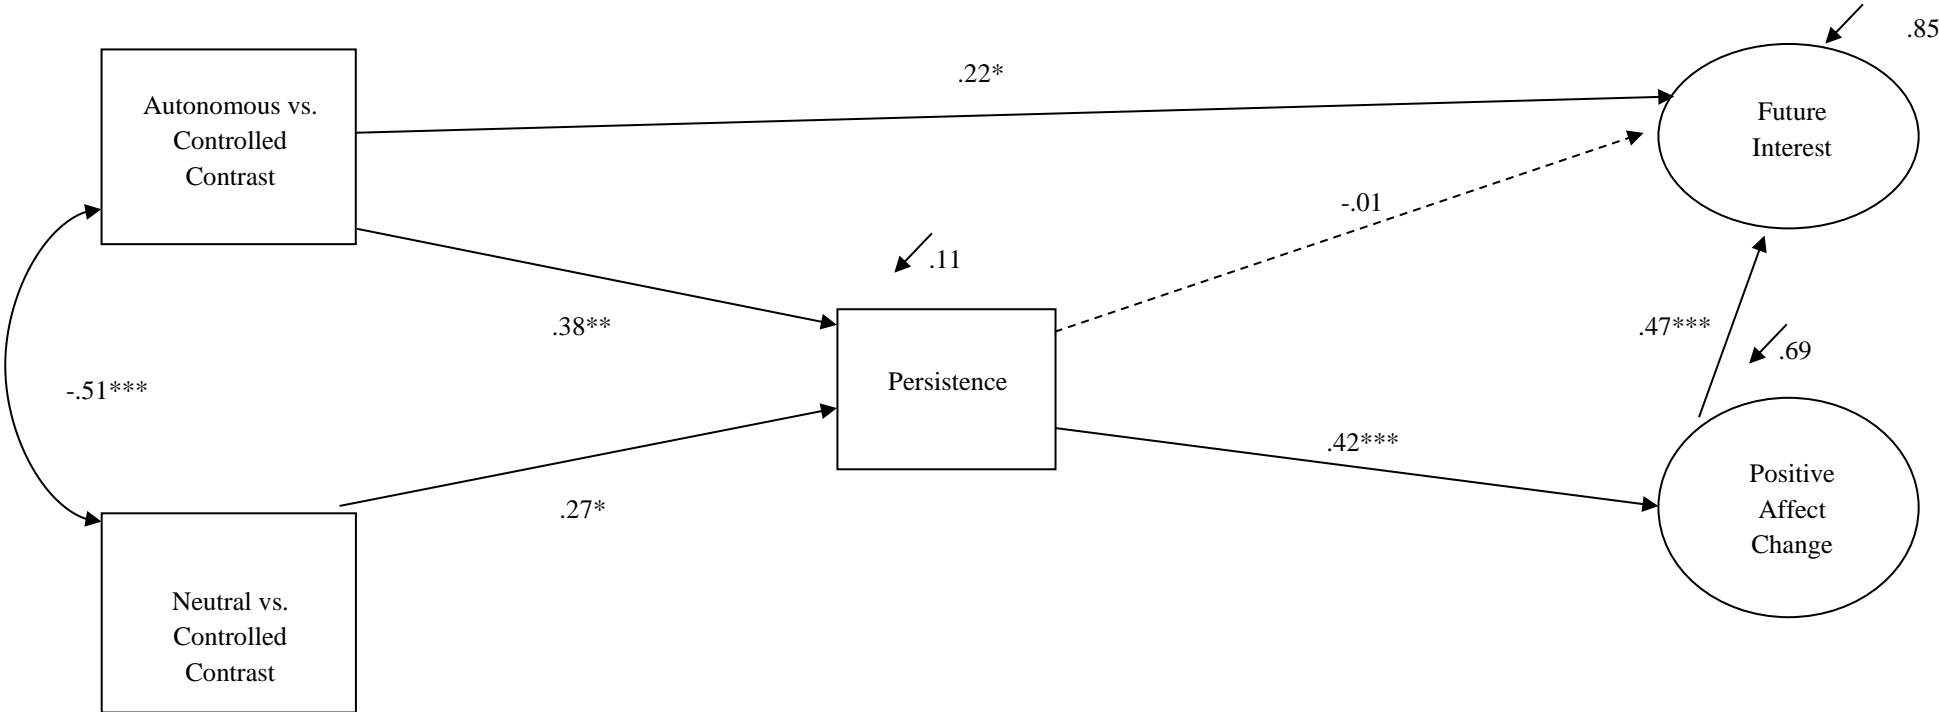 .85
.22*
Autonomous vs.
Controlled
Contrast
Future
Interest
-.01
.11
.38**
.47***
.69
-.51***
Persistence
.42***
.27*
Positive
Affect
Change
Neutral vs.
Controlled
Contrast